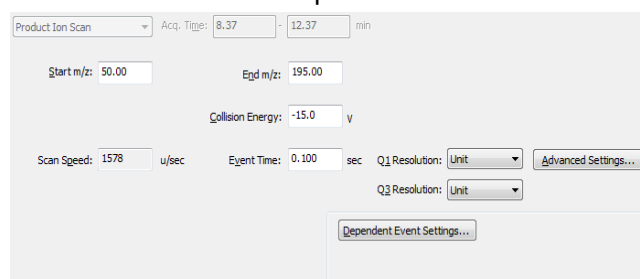 Product Ion Scan Acq. Time: 8.37 - 12.37 min
Start m/z: 50.00 End m/z: 195.00
Collision Energy: -15.0 V
Scan Speed: 1578 u/sec Event Time: 0.100 sec Q1 Resolution: Unit Advanced Settings...
Q3 Resolution: Unit
Dependent Event Settings...